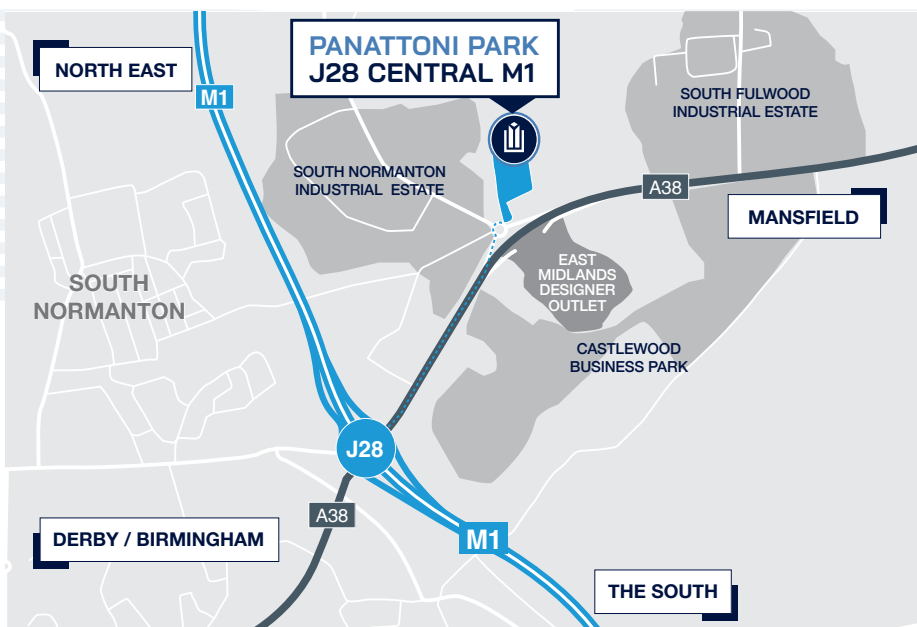 PANATTONI PARK
J28 CENTRAL M1
NORTH EAST
M1
SOUTH FULWOOD
INDUSTRIAL ESTATE
SOUTH NORMANTON
INDUSTRIAL ESTATE
A38
MANSFIELD
EAST
MIDLANDS
DESIGNER
OUTLET
SOUTH
NORMANTON
CASTLEWOOD
BUSINESS PARK
J28
A38
DERBY / BIRMINGHAM
M1
THE SOUTH